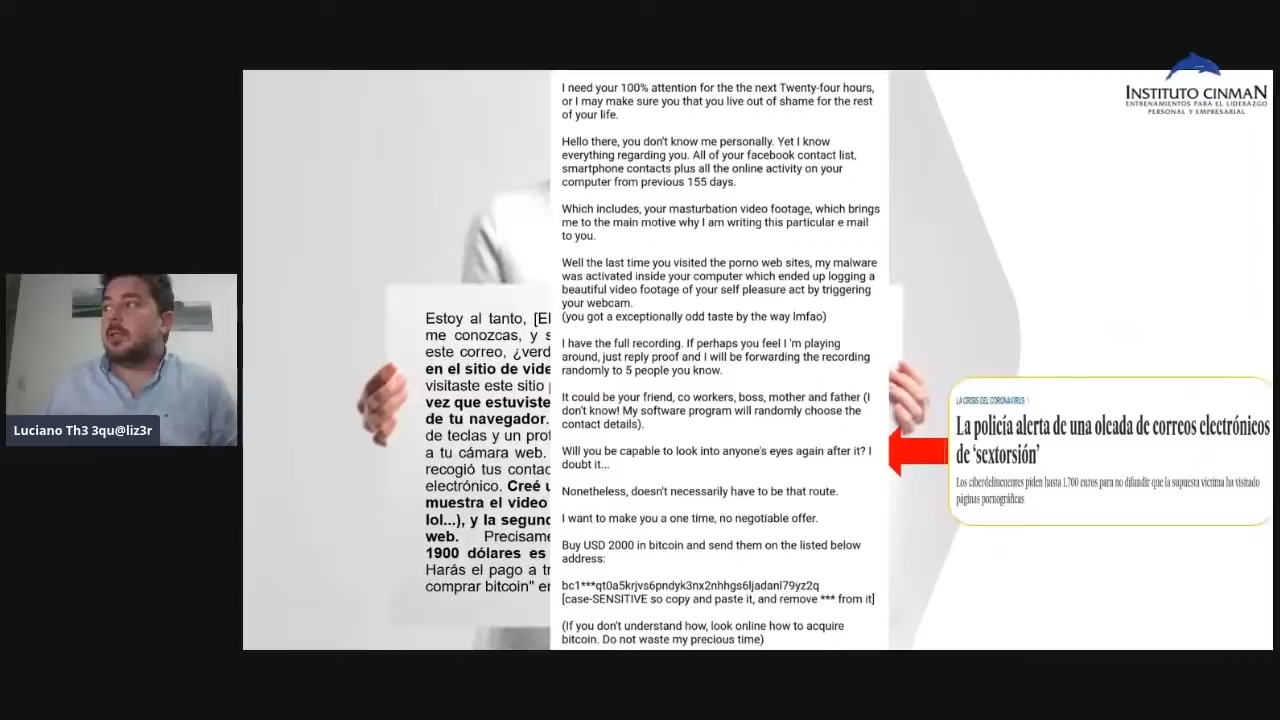 INSTITUTO CINMAN
ENTRENAMIENTOS PARA EL LIDERAZGO
PERSONAL Y EMPRESARIAL
I need your 100% attention for the the next Twenty-four hours,
or I may make sure you that you live out of shame for the rest
of your life.
Hello there, you don't know me personally. Yet I know
everything regarding you. All of your facebook contact list,
smartphone contacts plus all the online activity on your
computer from previous 155 days.
Which includes, your masturbation video footage, which brings
me to the main motive why I am writing this particular e mail
to you.
Well the last time you visited the porno web sites, my malware
was activated inside your computer which ended up logging a
beautiful video footage of your self pleasure act by triggering
your webcam.
(you got a exceptionally odd taste by the way lmfao)
I have the full recording. If perhaps you feel I 'm playing
around, just reply proof and I will be forwarding the recording
randomly to 5 people you know.
It could be your friend, co workers, boss, mother and father (I
don't know! My software program will randomly choose the
contact details).
Will you be capable to look into anyone's eyes again after it? I
doubt it...
Nonetheless, doesn't necessarily have to be that route.
I want to make you a one time, no negotiable offer.
Buy USD 2000 in bitcoin and send them on the listed below
address:
bc1***qt0a5krjvs6pndyk3nx2nhhgs6ljadanl79yz2q
[case-SENSITIVE so copy and paste it, and remove *** from it]
(If you don't understand how, look online how to acquire
bitcoin. Do not waste my precious time)
Estoy al tanto, [El
me conozcas, y s
este correo, ¿verd
en el sitio de vide
visitaste este sitio p
vez que estuviste
de tu navegador.
de teclas y un prot
a tu cámara web.
recogió tus contac
electrónico. Creé u
muestra el video
lol...), y la segund
web. Precisame
1900 dólares es
Harás el pago a tr
comprar bitcoin" en
LA CRISIS DEL CORONAVIRUS
La policía alerta de una oleada de correos electrónicos
de 'sextorsión'
Los ciberdelincuentes piden hasta 1.700 euros para no difundir que la supuesta víctima ha visitado
páginas pornográficas
Luciano Th3 3qu@liz3r